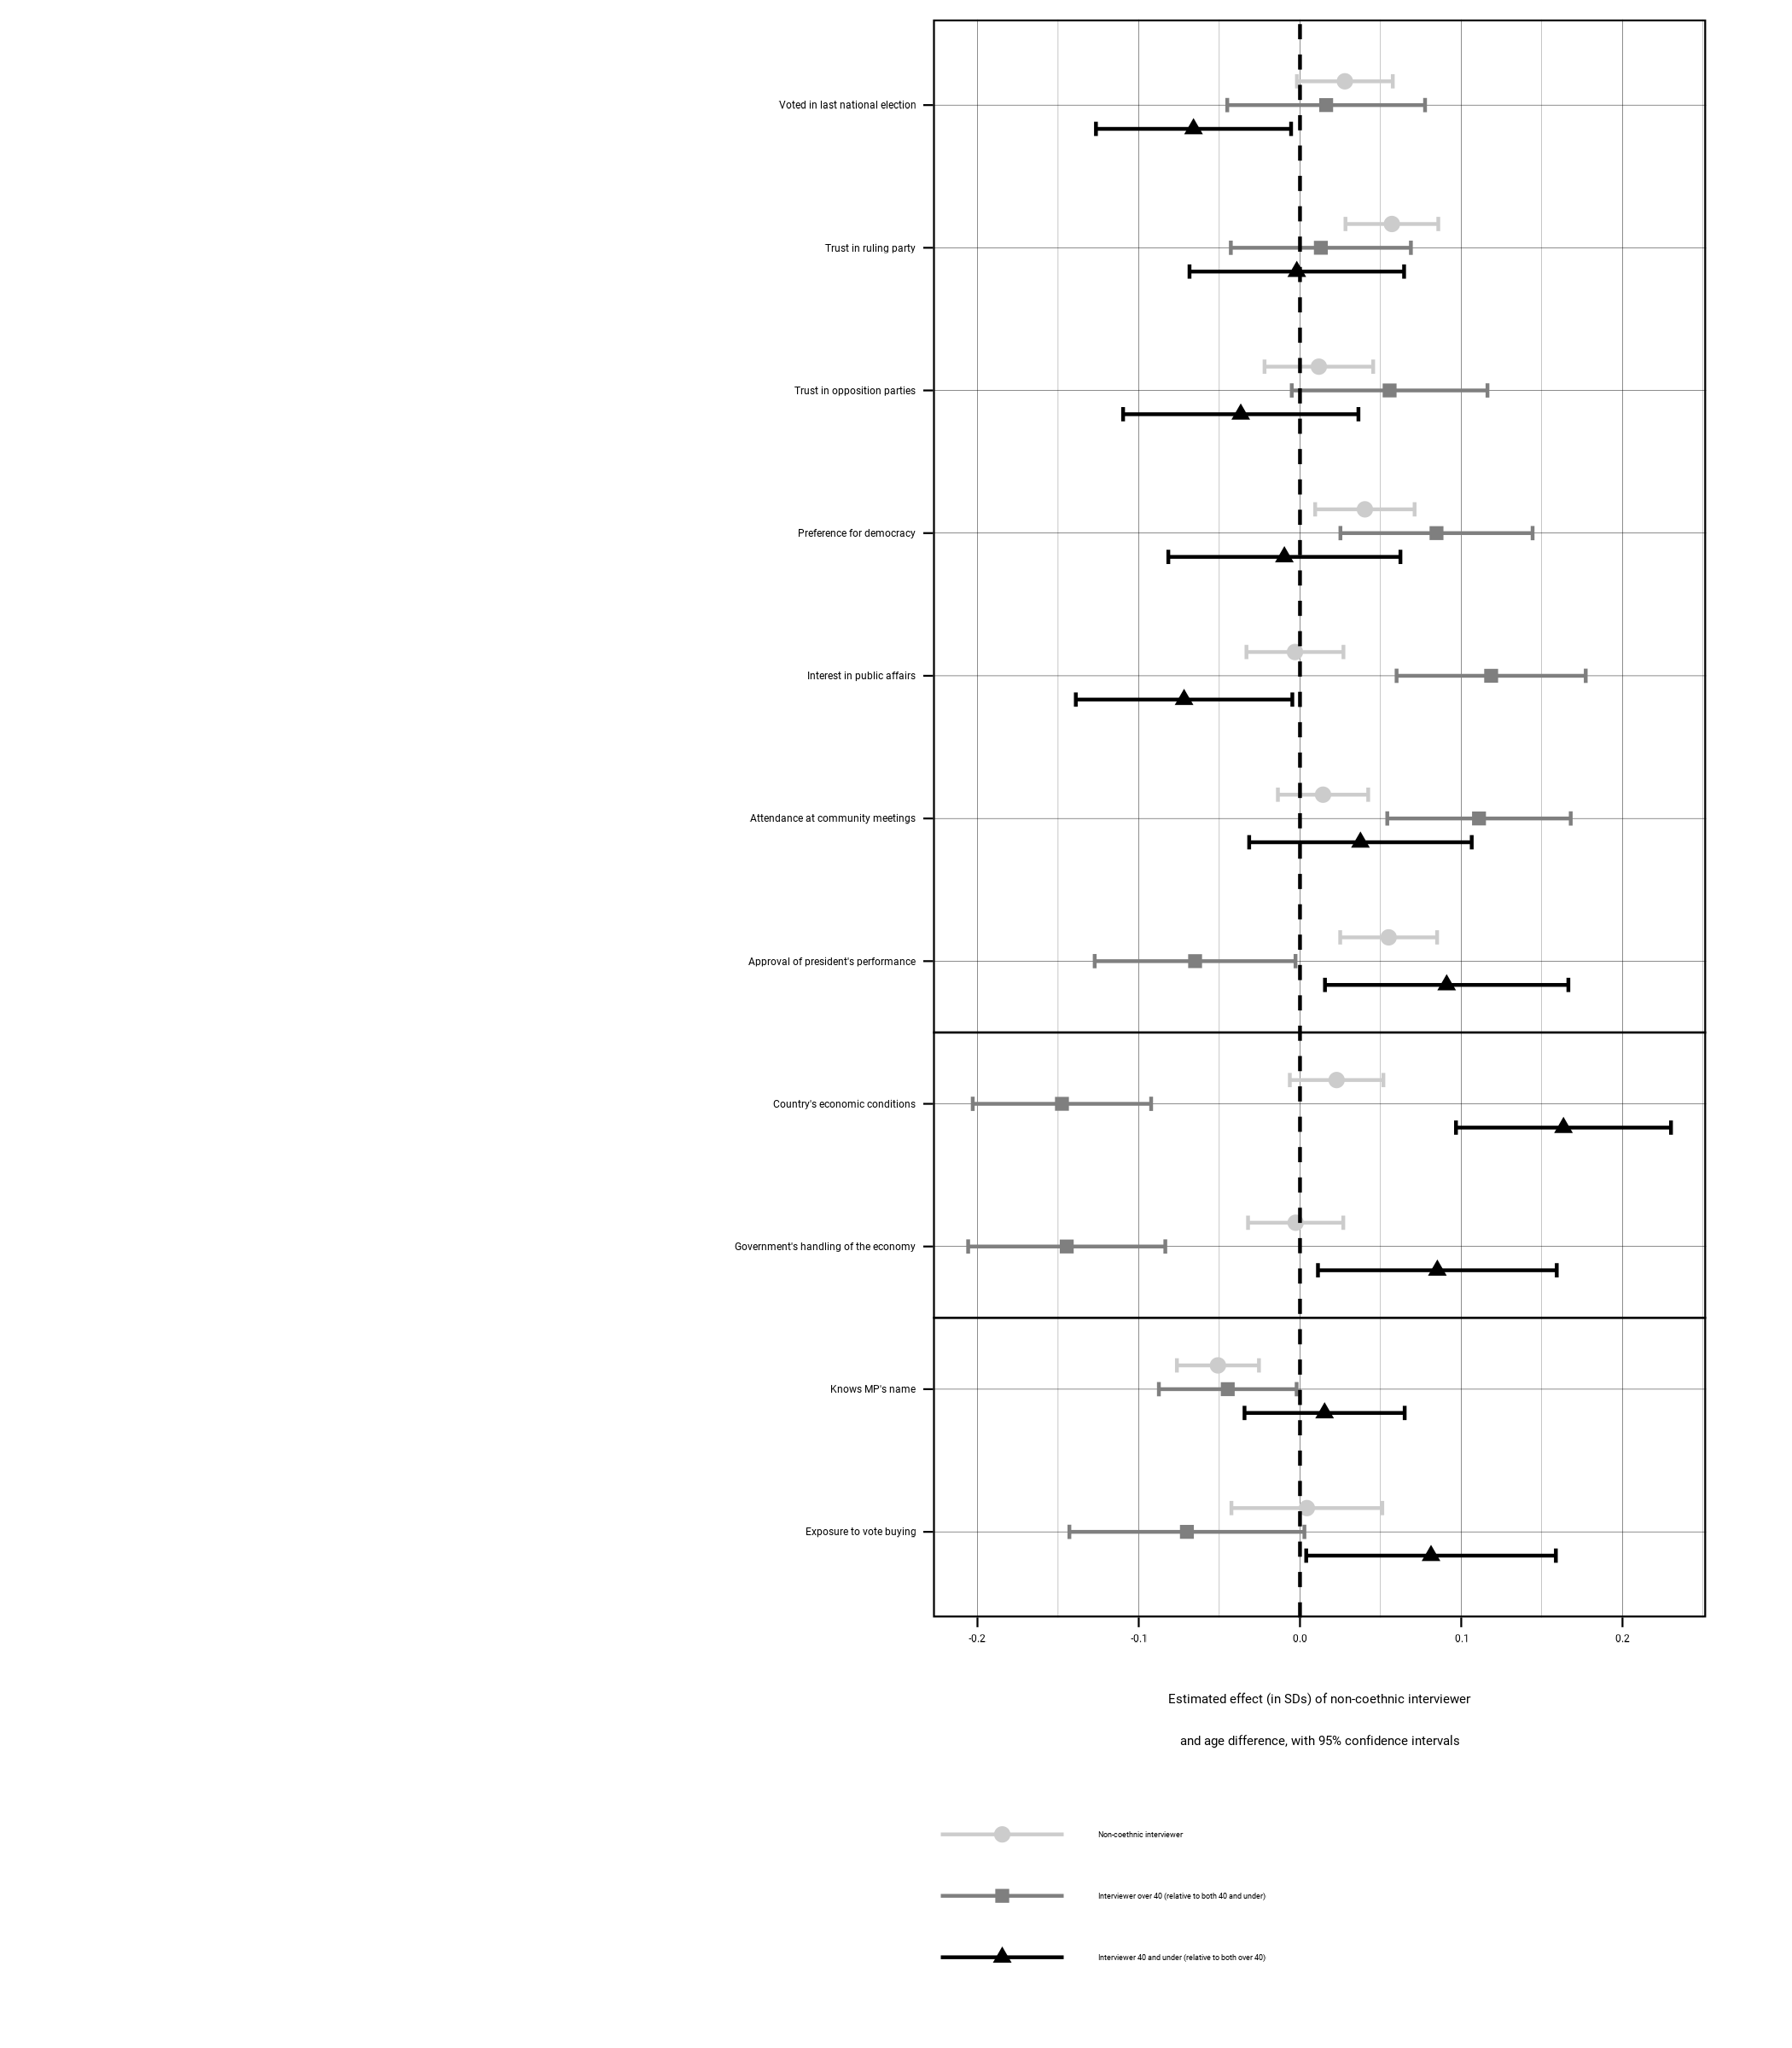 Voted in last national election
Trust in ruling party
Trust in opposition parties
Preference for democracy
Interest in public affairs
Attendance at community meetings
Approval of president's performance
Country's economic conditions
Government's handling of the economy
Knows MP's name
Exposure to vote buying
-0.2 -0.1 0.0 0.1 0.2
Estimated effect (in SDs) of non-coethnic interviewer
and age difference, with 95% confidence intervals
Non-coethnic interviewer
Interviewer over 40 (relative to both 40 and under)
Interviewer 40 and under (relative to both over 40)